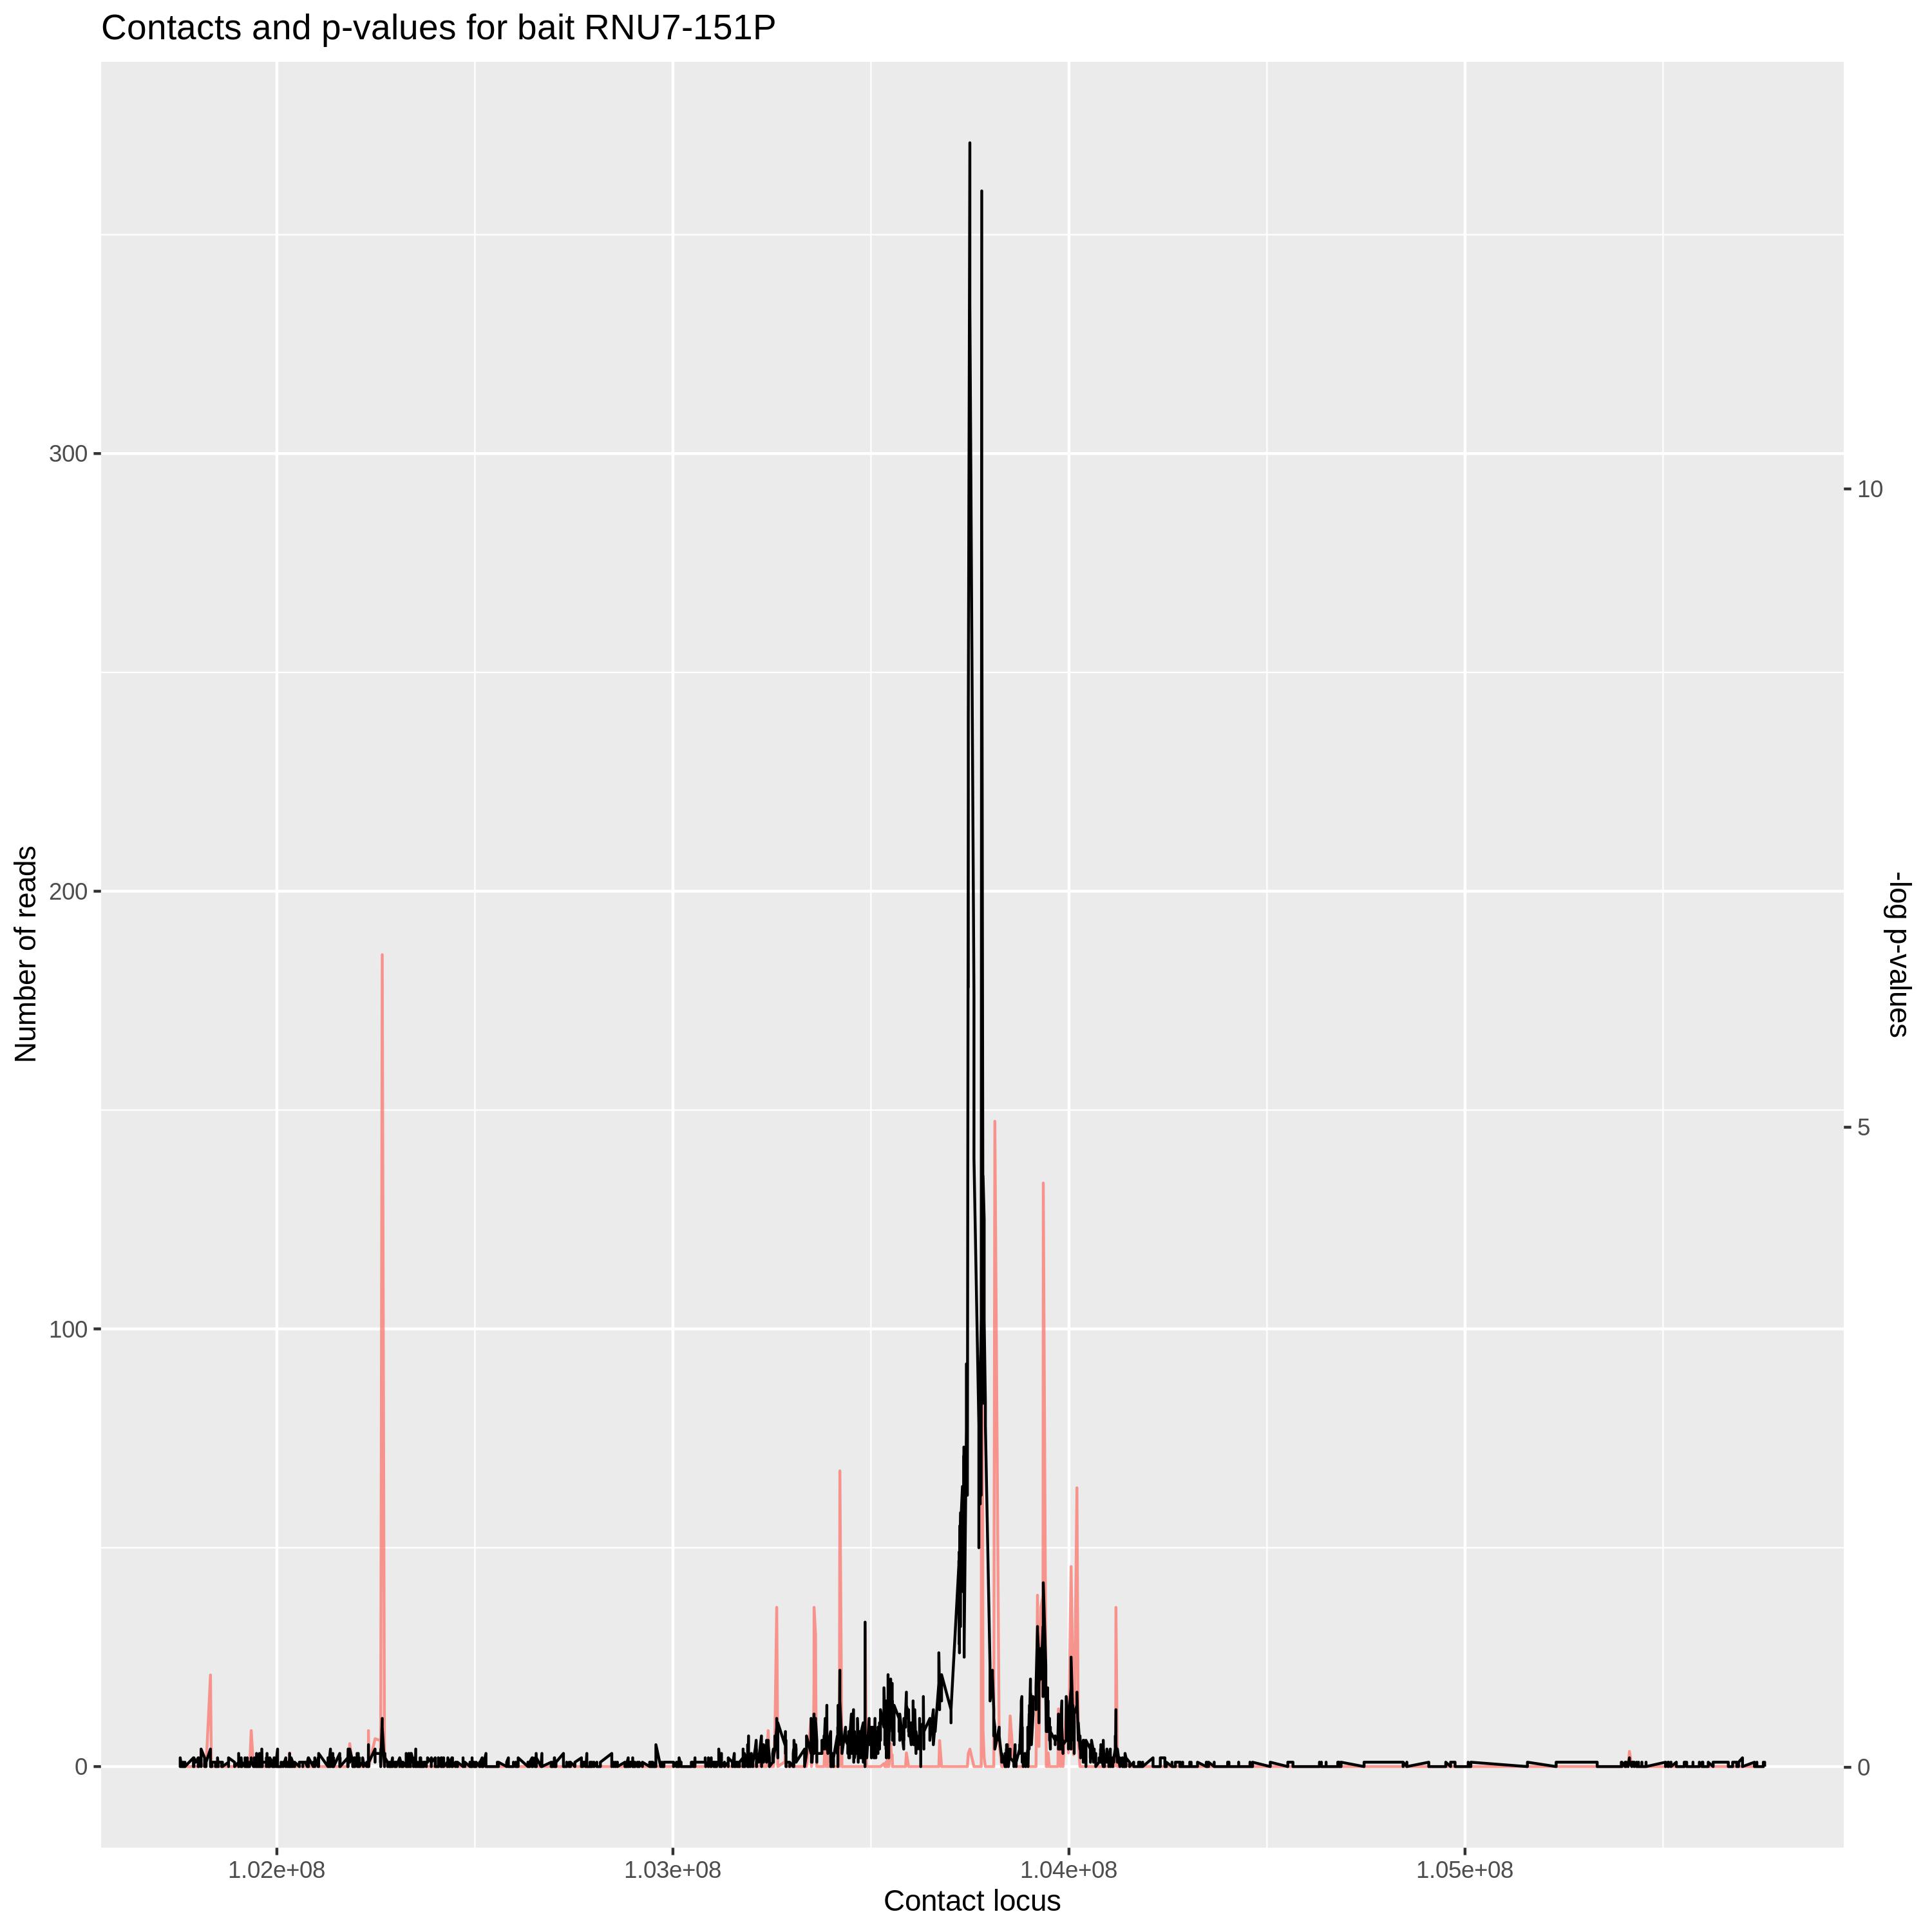 Contacts and p-values for bait RNU7-151P
300
200
100
0
Number of reads
10
5
0
-log p-values
1.02e+08
1.03e+08
1.04e+08
1.05e+08
Contact locus